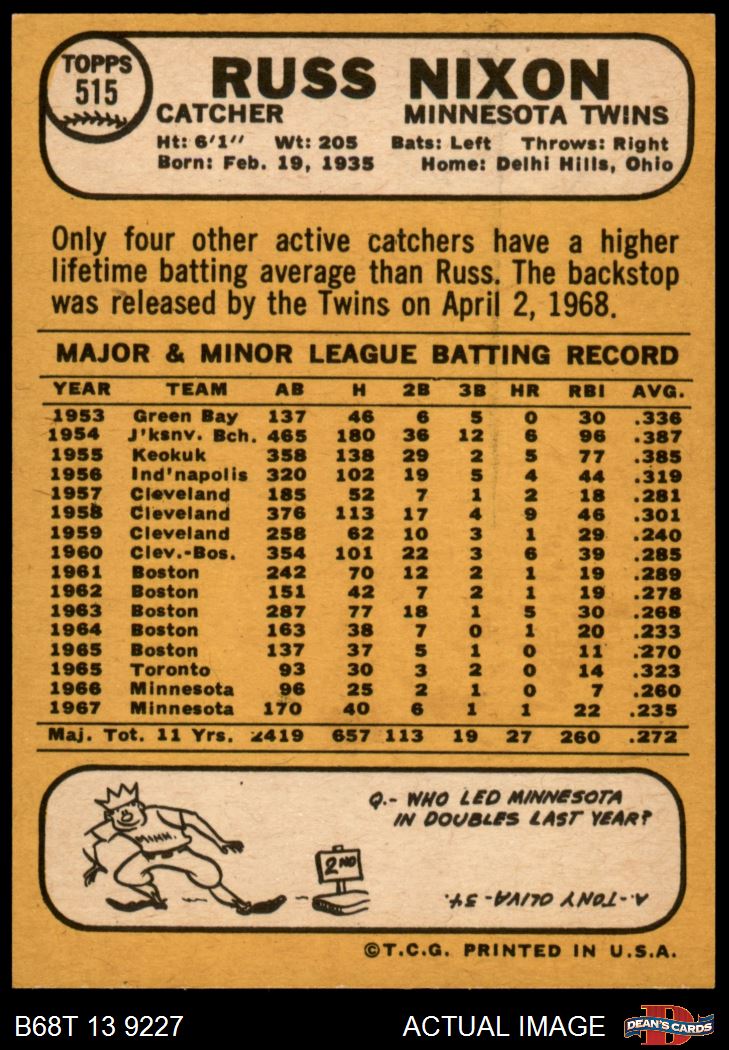 TOPPS
515
RUSS NIXON
CATCHER MINNESOTA TWINS
Ht: 6'1" Wt: 205 Bats: Left Throws: Right
Born: Feb. 19, 1935 Home: Delhi Hills, Ohio
Only four other active catchers have a higher
lifetime batting average than Russ. The backstop
was released by the Twins on April 2, 1968.
MAJOR & MINOR LEAGUE BATTING RECORD
YEAR TEAM AB H 2B 3B HR RBI AVG.
1953 Green Bay 137 46 6 5 0 30 .336
1954 J'ksnv. Bch. 465 180 36 12 6 96 .387
1955 Keokuk 358 138 29 2 5 77 .385
1956 Ind'napolis 320 102 19 5 4 44 .319
1957 Cleveland 185 52 7 1 2 18 .281
1958 Cleveland 376 113 17 4 9 46 .301
1959 Cleveland 258 62 10 3 1 29 .240
1960 Clev.-Bos. 354 101 22 3 6 39 .285
1961 Boston 242 70 12 2 1 19 .289
1962 Boston 151 42 7 2 1 19 .278
1963 Boston 287 77 18 1 5 30 .268
1964 Boston 163 38 7 0 1 20 .233
1965 Boston 137 37 5 1 0 11 .270
1965 Toronto 93 30 3 2 0 14 .323
1966 Minnesota 96 25 2 1 0 7 .260
1967 Minnesota 170 40 6 1 1 22 .235
Maj. Tot. 11 Yrs. 2419 657 113 19 27 260 .272
MINN.
2ND
Q.- WHO LED MINNESOTA
IN DOUBLES LAST YEAR?
A.- TONY OLIVA - 34.
©T.C.G. PRINTED IN U.S.A.
B68T 13 9227 ACTUAL IMAGE
D
DEAN'S CARDS